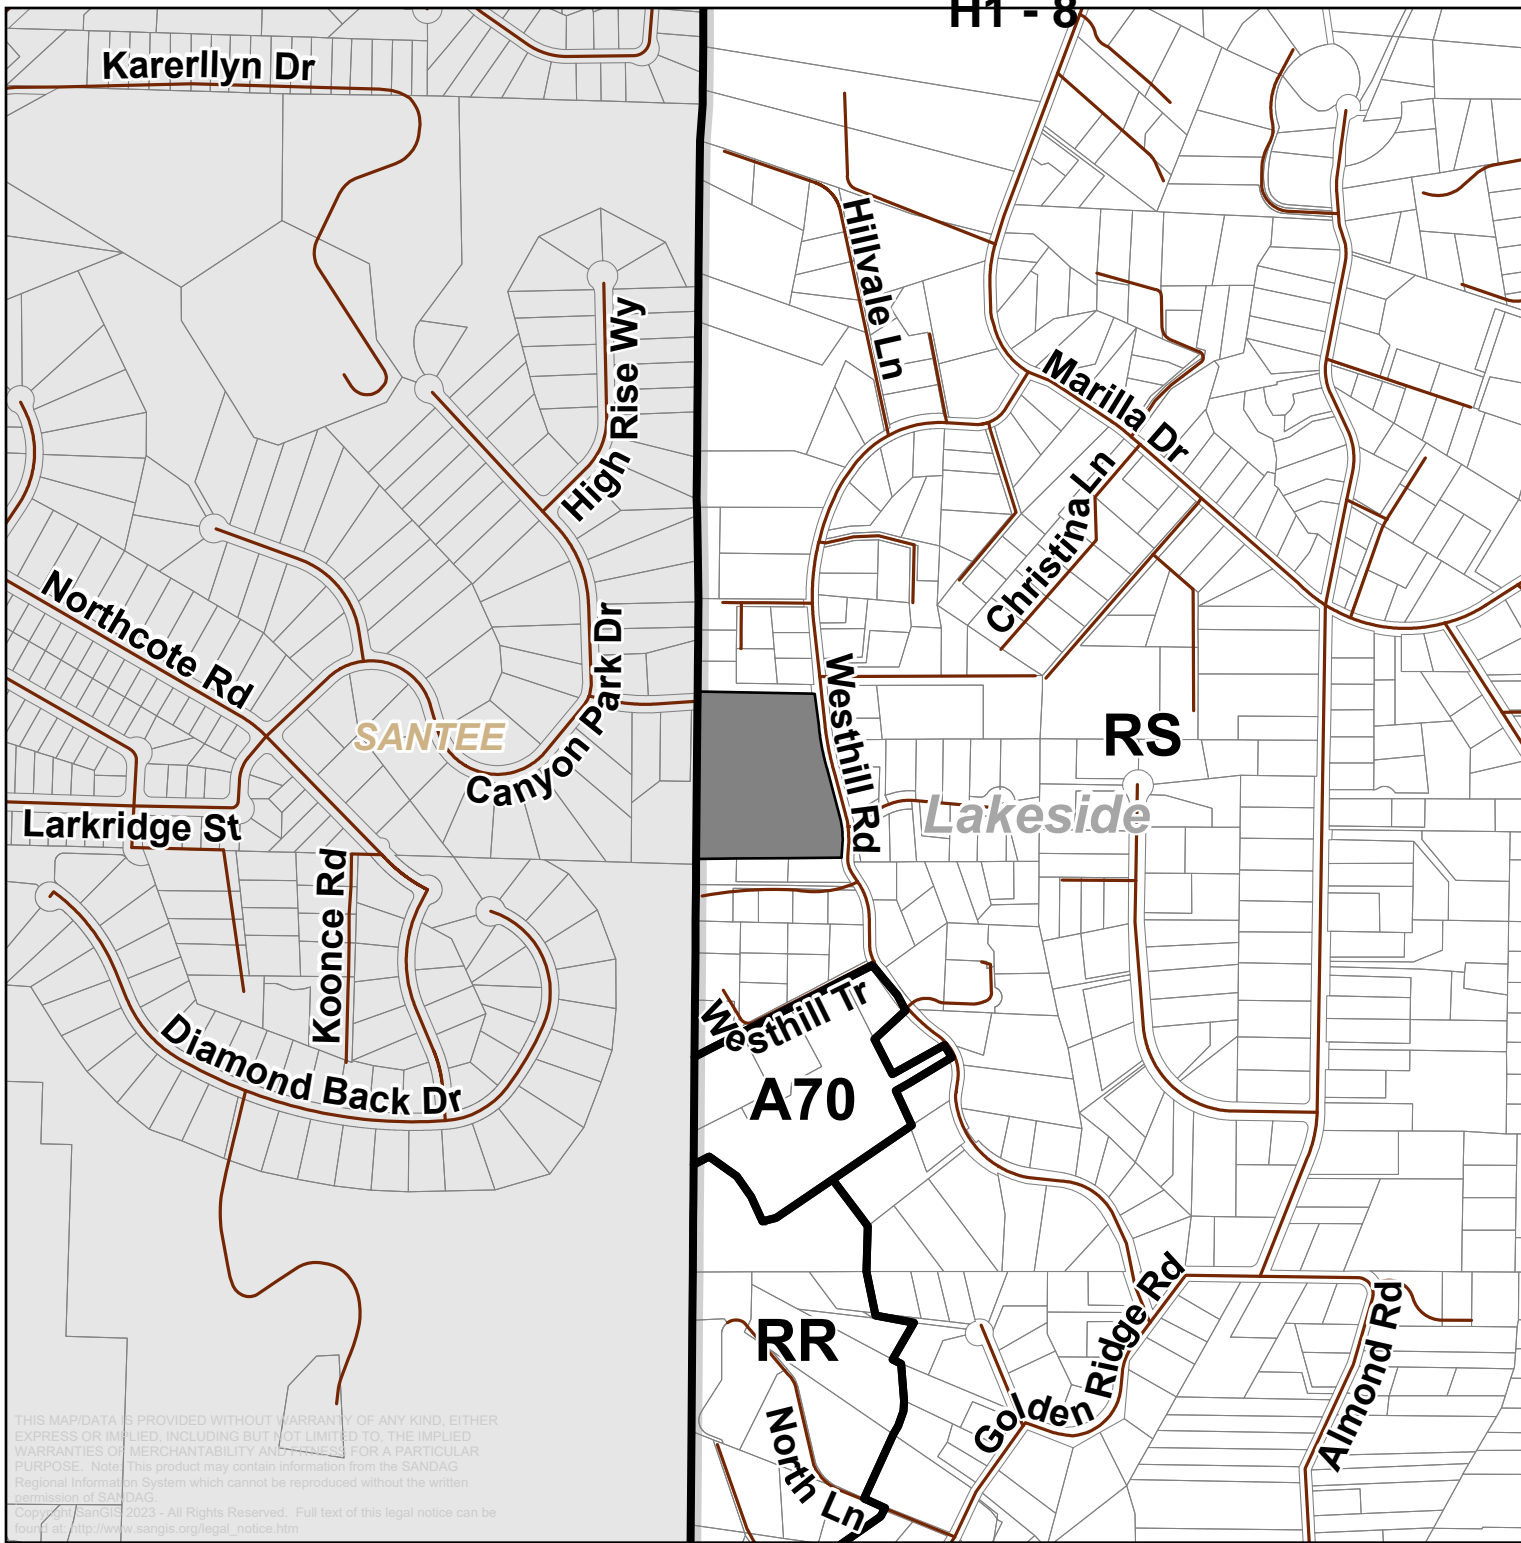 H1 - 8
Karerllyn Dr
Hillvale Ln
High Rise Wy
Marilla Dr
Christina Ln
Northcote Rd
Canyon Park Dr
SANTEE
Westhill Rd
RS
Lakeside
Larkridge St
Koonce Rd
Westhill Tr
Diamond Back Dr
A70
RR
Golden Ridge Rd
Almond Rd
North Ln
THIS MAP/DATA IS PROVIDED WITHOUT WARRANTY OF ANY KIND, EITHER
EXPRESS OR IMPLIED, INCLUDING BUT NOT LIMITED TO, THE IMPLIED
WARRANTIES OF MERCHANTABILITY AND FITNESS FOR A PARTICULAR
PURPOSE. Note: This product may contain information from the SANDAG
Regional Information System which cannot be reproduced without the written
permission of SANDAG.
Copyright SanGIS 2023 - All Rights Reserved. Full text of this legal notice can be
found at: http://www.sangis.org/legal_notice.htm